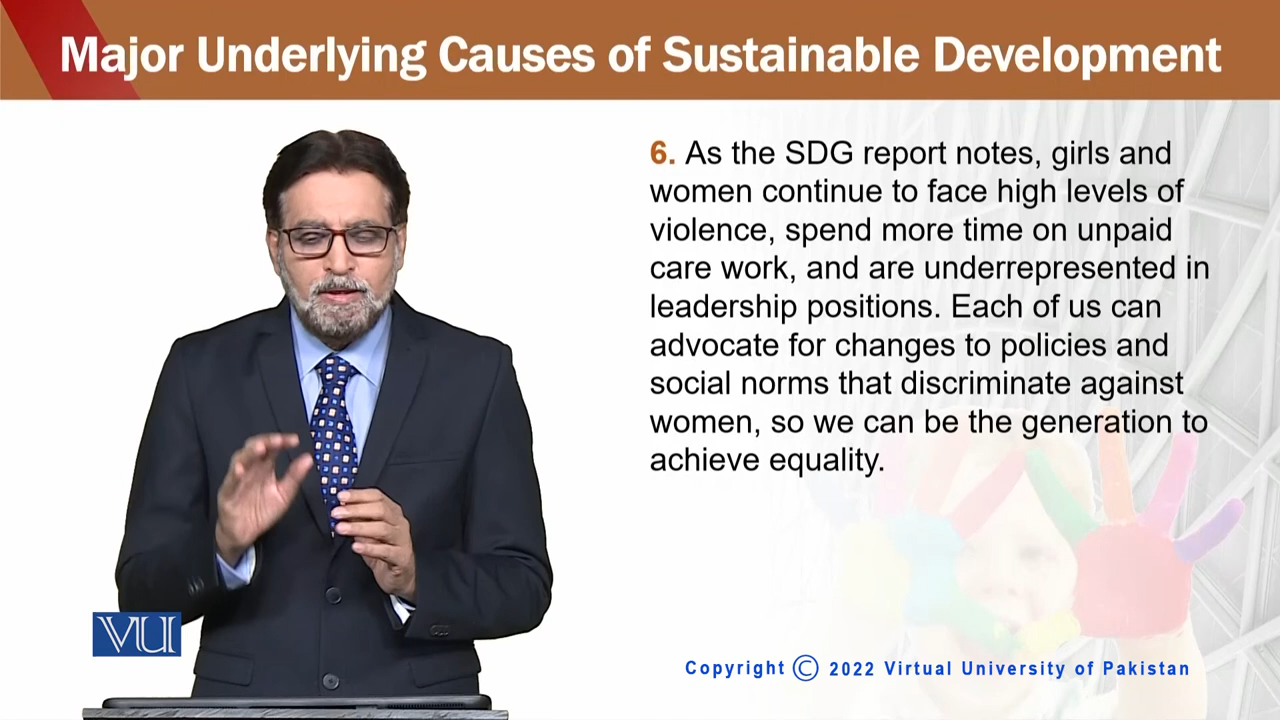 Major Underlying Causes of Sustainable Development
6. As the SDG report notes, girls and
women continue to face high levels of
violence, spend more time on unpaid
care work, and are underrepresented in
leadership positions. Each of us can
advocate for changes to policies and
social norms that discriminate against
women, so we can be the generation to
achieve equality.
VU
Copyright © 2022 Virtual University of Pakistan